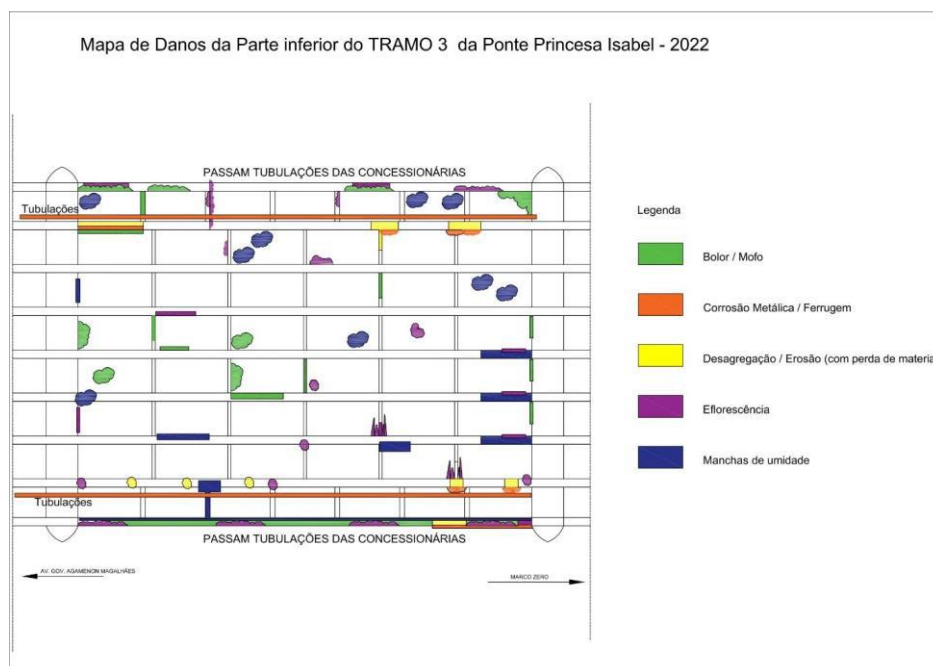 Mapa de Danos da Parte inferior do TRAMO 3 da Ponte Princesa Isabel - 2022
PASSAM TUBULAÇÕES DAS CONCESSIONÁRIAS
Tubulações
Legenda
Bolor / Mofo
Corrosão Metálica / Ferrugem
Desagregação / Erosão (com perda de materia
Eflorescência
Manchas de umidade
Tubulações
PASSAM TUBULAÇÕES DAS CONCESSIONÁRIAS
AV. GOV. AGAMENON MAGALHÃES
MARCO ZERO